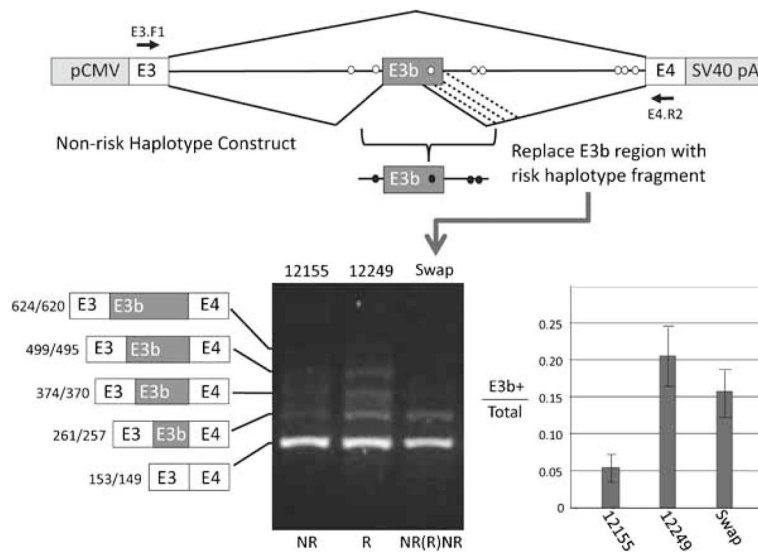 E3.F1
pCMV E3 E3b E4 SV40 pA
E4.R2
Non-risk Haplotype Construct
E3b
Replace E3b region with
risk haplotype fragment
12155 12249 Swap
624/620 E3 E3b E4
499/495 E3 E3b E4
374/370 E3 E3b E4
261/257 E3 E3b E4
153/149 E3 E4
NR R NR(R)NR
E3b+
Total
0.25
0.20
0.15
0.10
0.05
0
12155
12249
Swap